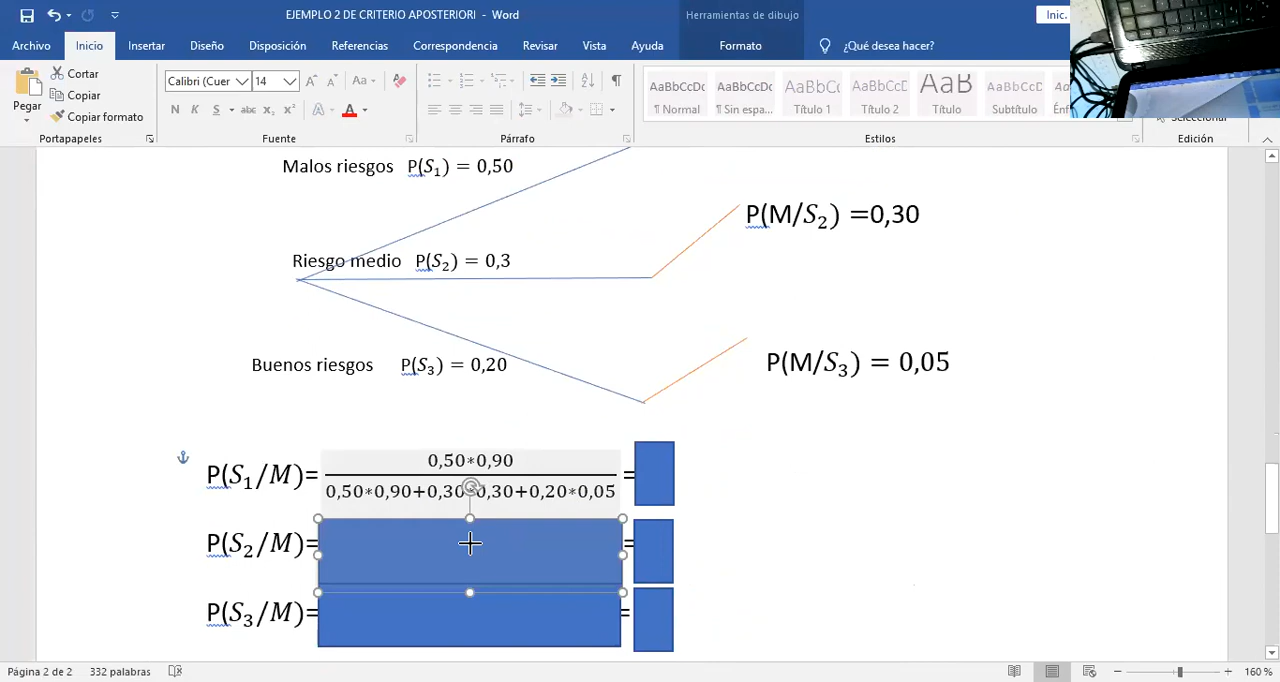 EJEMPLO 2 DE CRITERIO APOSTERIORI - Word
Herramientas de dibujo
Inic.
Archivo Inicio Insertar Diseño Disposición Referencias Correspondencia Revisar Vista Ayuda Formato ¿Qué desea hacer?
Pegar
Cortar
Copiar
Copiar formato
Calibri (Cuer 14
N K S abc x₂ x²
AaBbCcDc AaBbCcDc AaBbCc AaBbCcD AaB AaBbCcD
¶ Normal ¶ Sin espa... Título 1 Título 2 Título Subtítulo
Portapapeles Fuente Párrafo Estilos Edición
Malos riesgos P(S₁) = 0,50
P(M/S₂) =0,30
Riesgo medio P(S₂) = 0,3
Buenos riesgos P(S₃) = 0,20
P(M/S₃) = 0,05
0,50∗0,90
P(S₁/M)= =
0,50∗0,90+0,30∗0,30+0,20∗0,05
P(S₂/M)= =
P(S₃/M)= =
Página 2 de 2 332 palabras 160 %